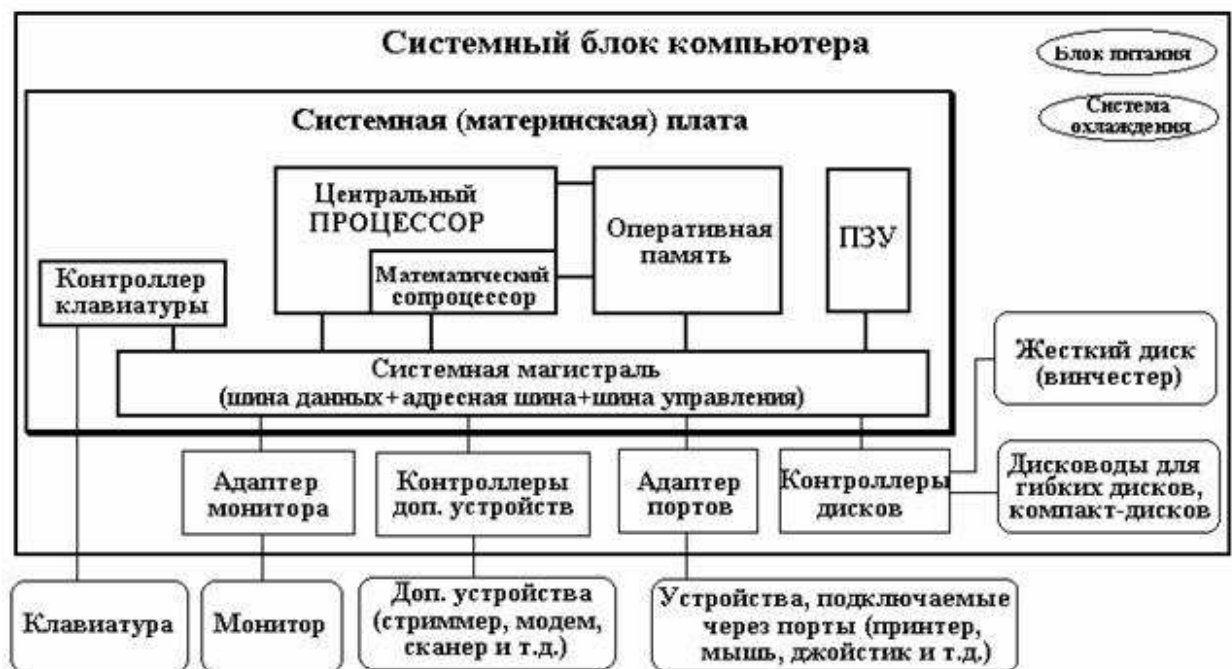 Системный блок компьютера
Блок питания
Система
охлаждения
Системная (материнская) плата
Центральный
ПРОЦЕССОР
Математический
сопроцессор
Оперативная
память
ПЗУ
Контроллер
клавиатуры
Системная магистраль
(шина данных+адресная шина+шина управления)
Жесткий диск
(винчестер)
Адаптер
монитора
Контроллеры
доп. устройств
Адаптер
портов
Контроллеры
дисков
Дисководы для
гибких дисков,
компакт-дисков
Клавиатура
Монитор
Доп. устройства
(стриммер, модем,
сканер и т.д.)
Устройства, подключаемые
через порты (принтер,
мышь, джойстик и т.д.)